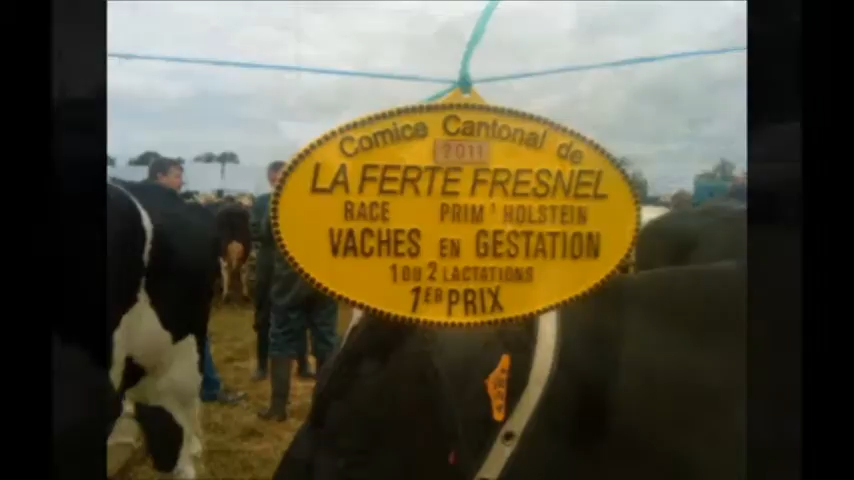 Comice Cantonal de
2011
LA FERTE FRESNEL
RACE PRIM' HOLSTEIN
VACHES EN GESTATION
1 OU 2 LACTATIONS
1ER PRIX